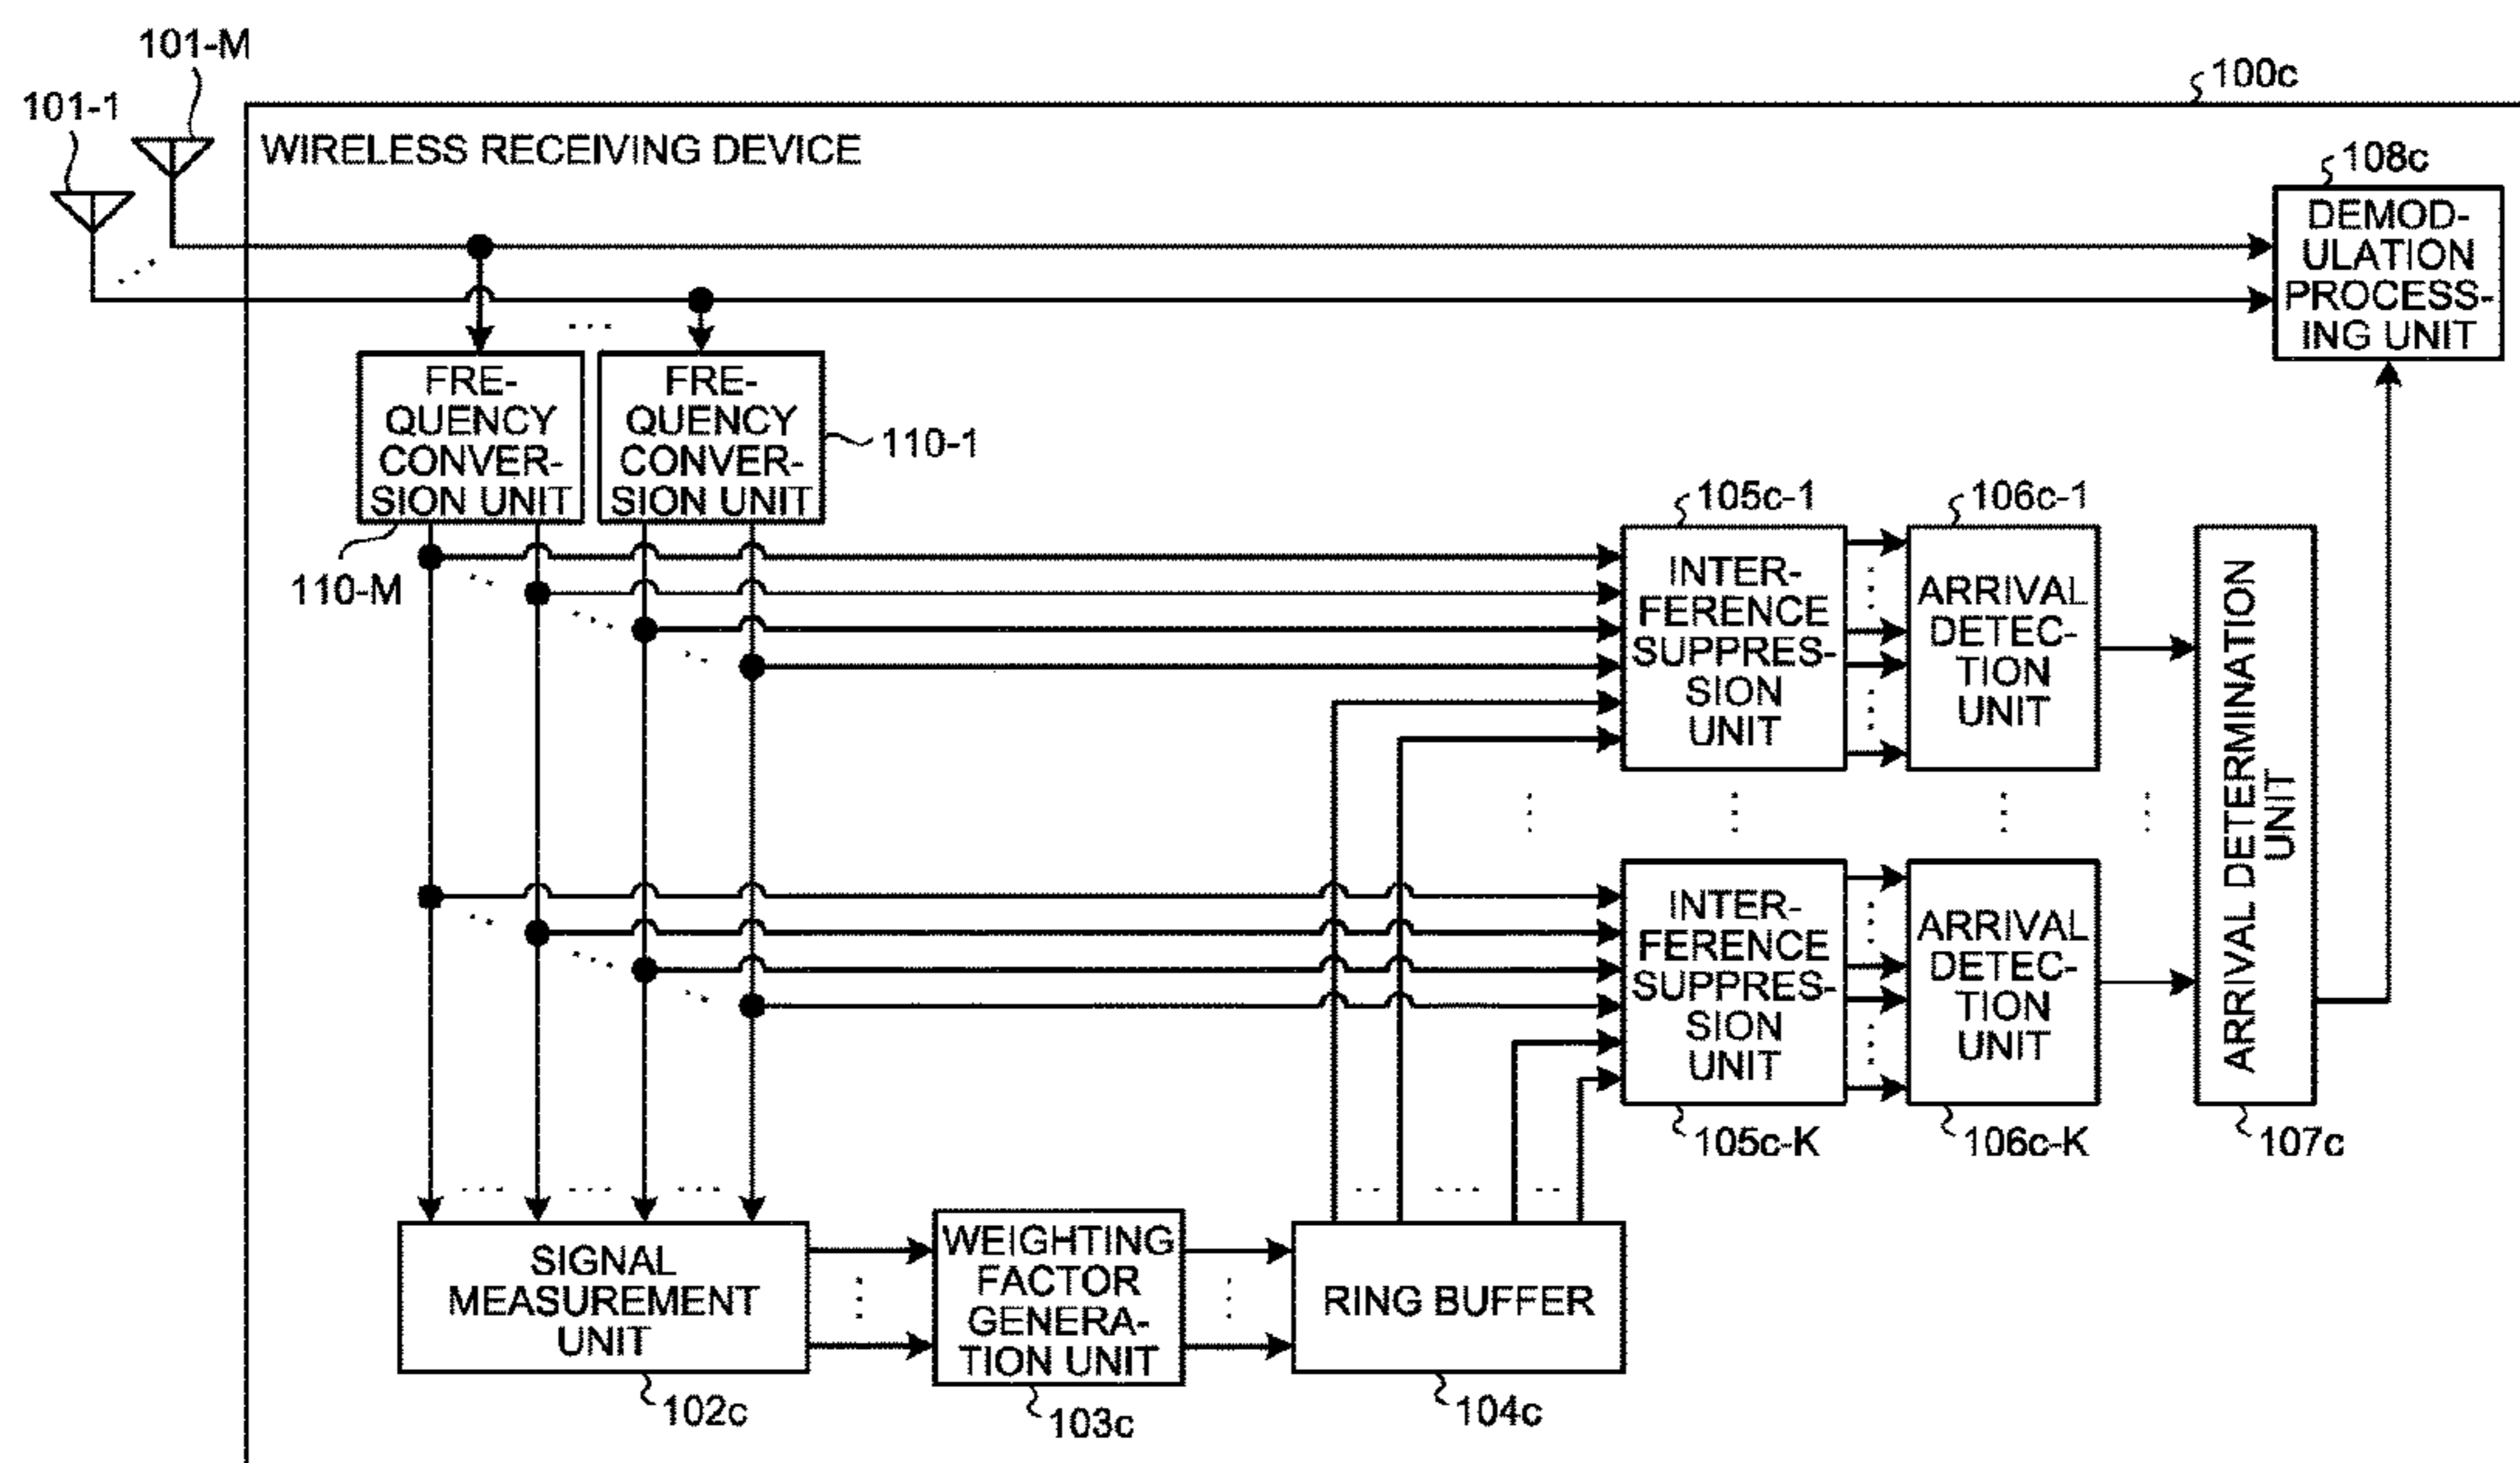 101-M
101-1
100c
WIRELESS RECEIVING DEVICE
108c
DEMOD-
ULATION
PROCESS-
ING UNIT
FRE-
QUENCY
CONVER-
SION UNIT
110-M
FRE-
QUENCY
CONVER-
SION UNIT
110-1
105c-1
INTER-
FERENCE
SUPPRES-
SION
UNIT
106c-1
ARRIVAL
DETEC-
TION
UNIT
ARRIVAL DETERMINATION
UNIT
107c
INTER-
FERENCE
SUPPRES-
SION
UNIT
105c-K
ARRIVAL
DETEC-
TION
UNIT
106c-K
SIGNAL
MEASUREMENT
UNIT
102c
WEIGHTING
FACTOR
GENERA-
TION UNIT
103c
RING BUFFER
104c